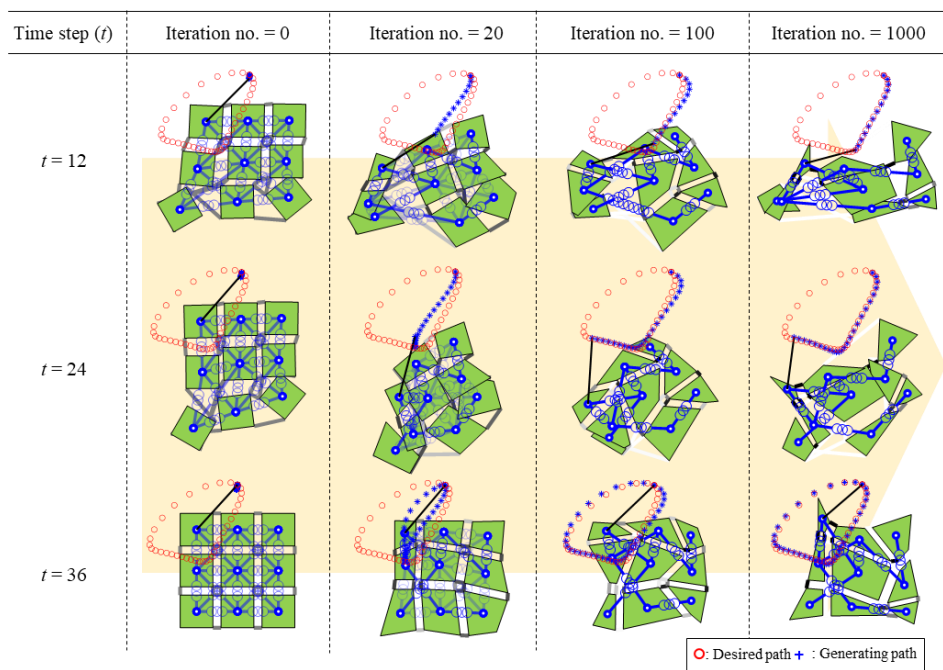 Time step (t) Iteration no. = 0 Iteration no. = 20 Iteration no. = 100 Iteration no. = 1000
t = 12
t = 24
t = 36
: Desired path + : Generating path